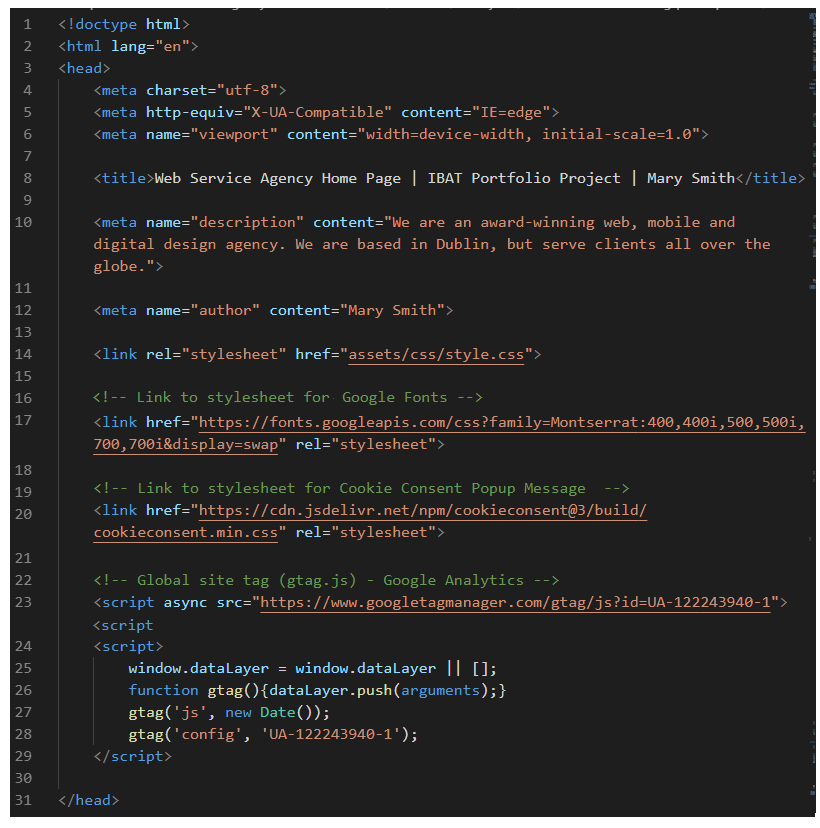 1 <!doctype html>
2 <html lang="en">
3 <head>
4 <meta charset="utf-8">
5 <meta http-equiv="X-UA-Compatible" content="IE=edge">
6 <meta name="viewport" content="width=device-width, initial-scale=1.0">
7
8 <title>Web Service Agency Home Page | IBAT Portfolio Project | Mary Smith</title>
9
10 <meta name="description" content="We are an award-winning web, mobile and
digital design agency. We are based in Dublin, but serve clients all over the
globe.">
11
12 <meta name="author" content="Mary Smith">
13
14 <link rel="stylesheet" href="assets/css/style.css">
15
16 <!-- Link to stylesheet for Google Fonts -->
17 <link href="https://fonts.googleapis.com/css?family=Montserrat:400,400i,500,500i,
700,700i&display=swap" rel="stylesheet">
18
19 <!-- Link to stylesheet for Cookie Consent Popup Message  -->
20 <link href="https://cdn.jsdelivr.net/npm/cookieconsent@3/build/
cookieconsent.min.css" rel="stylesheet">
21
22 <!-- Global site tag (gtag.js) - Google Analytics -->
23 <script async src="https://www.googletagmanager.com/gtag/js?id=UA-122243940-1">
<script
24 <script>
25 window.dataLayer = window.dataLayer || [];
26 function gtag(){dataLayer.push(arguments);}
27 gtag('js', new Date());
28 gtag('config', 'UA-122243940-1');
29 </script>
30
31 </head>